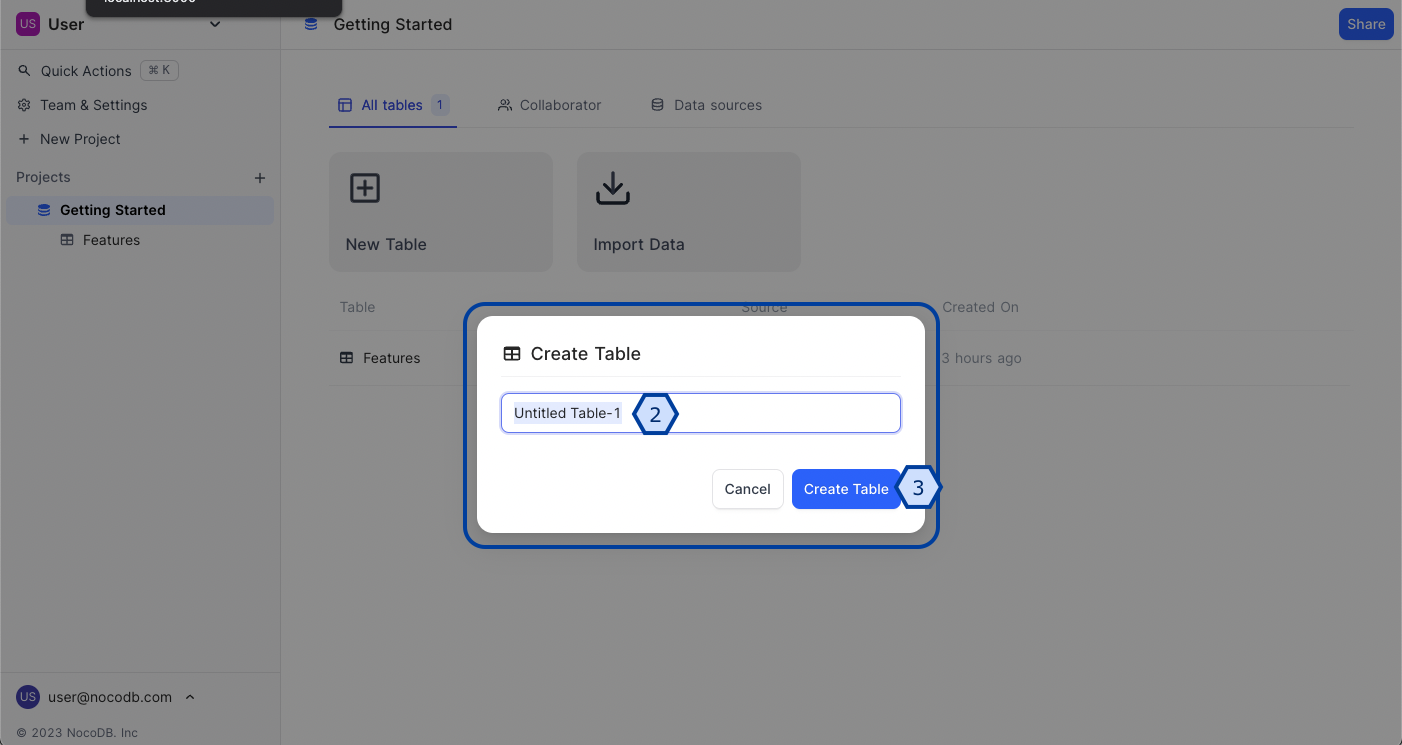 US User
Getting Started
Share
Quick Actions ⌘ K
Team & Settings
New Project
Projects
Getting Started
Features
All tables 1
Collaborator
Data sources
New Table
Import Data
Table
Source
Created On
Features
3 hours ago
Create Table
Untitled Table-1
2
Cancel
Create Table
3
US user@nocodb.com
© 2023 NocoDB. Inc